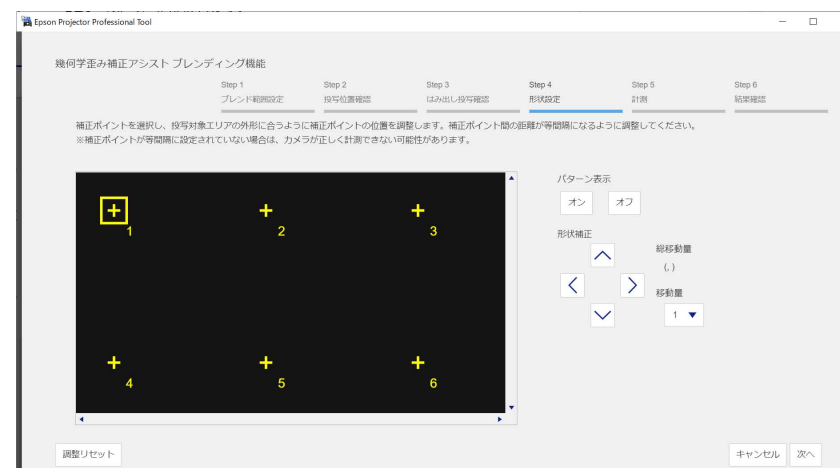 Epson Projector Professional Tool
幾何学歪み補正アシスト ブレンディング機能
Step 1
ブレンド範囲設定
Step 2
投写位置確認
Step 3
はみ出し投写確認
Step 4
形状設定
Step 5
計測
Step 6
結果確認
補正ポイントを選択し、投写対象エリアの外形に合うように補正ポイントの位置を調整します。補正ポイント間の距離が等間隔になるように調整してください。
※補正ポイントが等間隔に設定されていない場合は、カメラが正しく計測できない可能性があります。
1
2
3
4
5
6
パターン表示
オン オフ
形状補正
総移動量
(, )
移動量
1
調整リセット
キャンセル 次へ